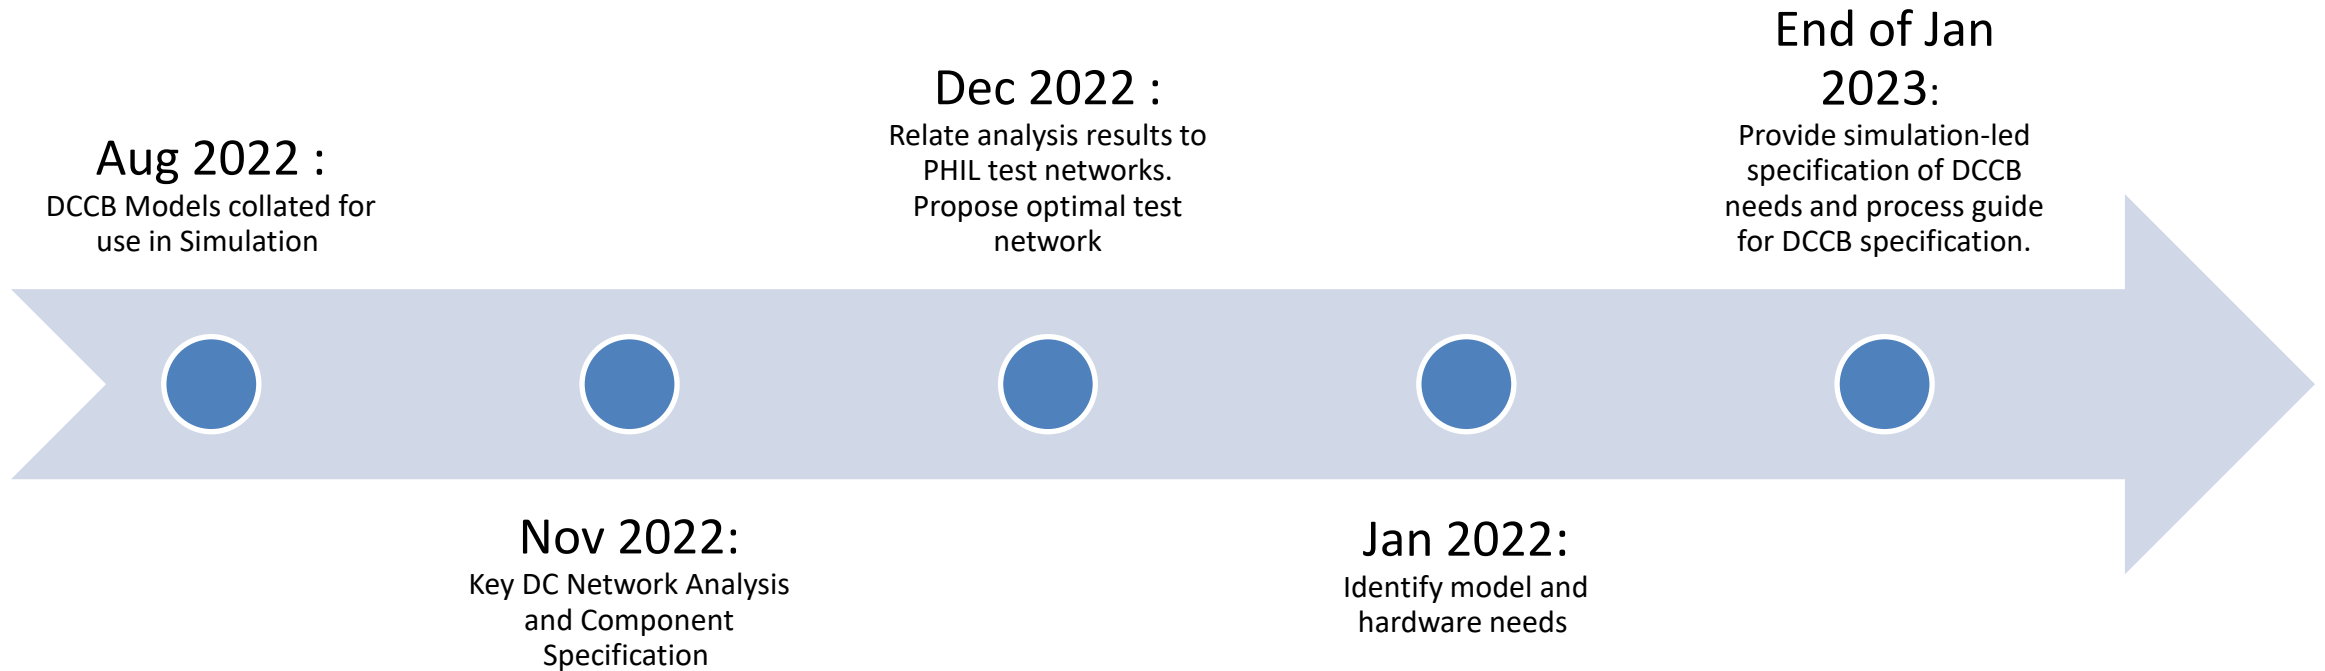 Aug 2022 :
DCCB Models collated for
use in Simulation
Nov 2022:
Key DC Network Analysis
and Component
Specification
Dec 2022 :
Relate analysis results to
PHIL test networks.
Propose optimal test
network
Jan 2022:
Identify model and
hardware needs
End of Jan
2023:
Provide simulation-led
specification of DCCB
needs and process guide
for DCCB specification.